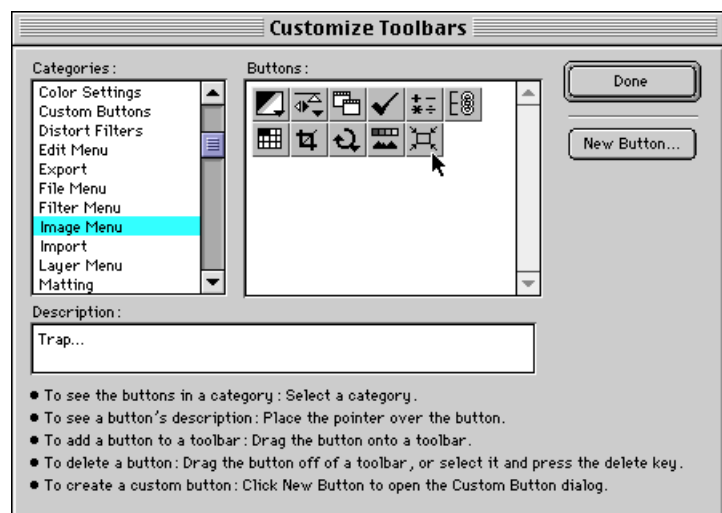 Customize Toolbars
Categories:
Color Settings
Custom Buttons
Distort Filters
Edit Menu
Export
File Menu
Filter Menu
Image Menu
Import
Layer Menu
Matting
Buttons:
Done
New Button...
Description:
Trap...
• To see the buttons in a category: Select a category.
• To see a button's description: Place the pointer over the button.
• To add a button to a toolbar: Drag the button onto a toolbar.
• To delete a button: Drag the button off of a toolbar, or select it and press the delete key.
• To create a custom button: Click New Button to open the Custom Button dialog.